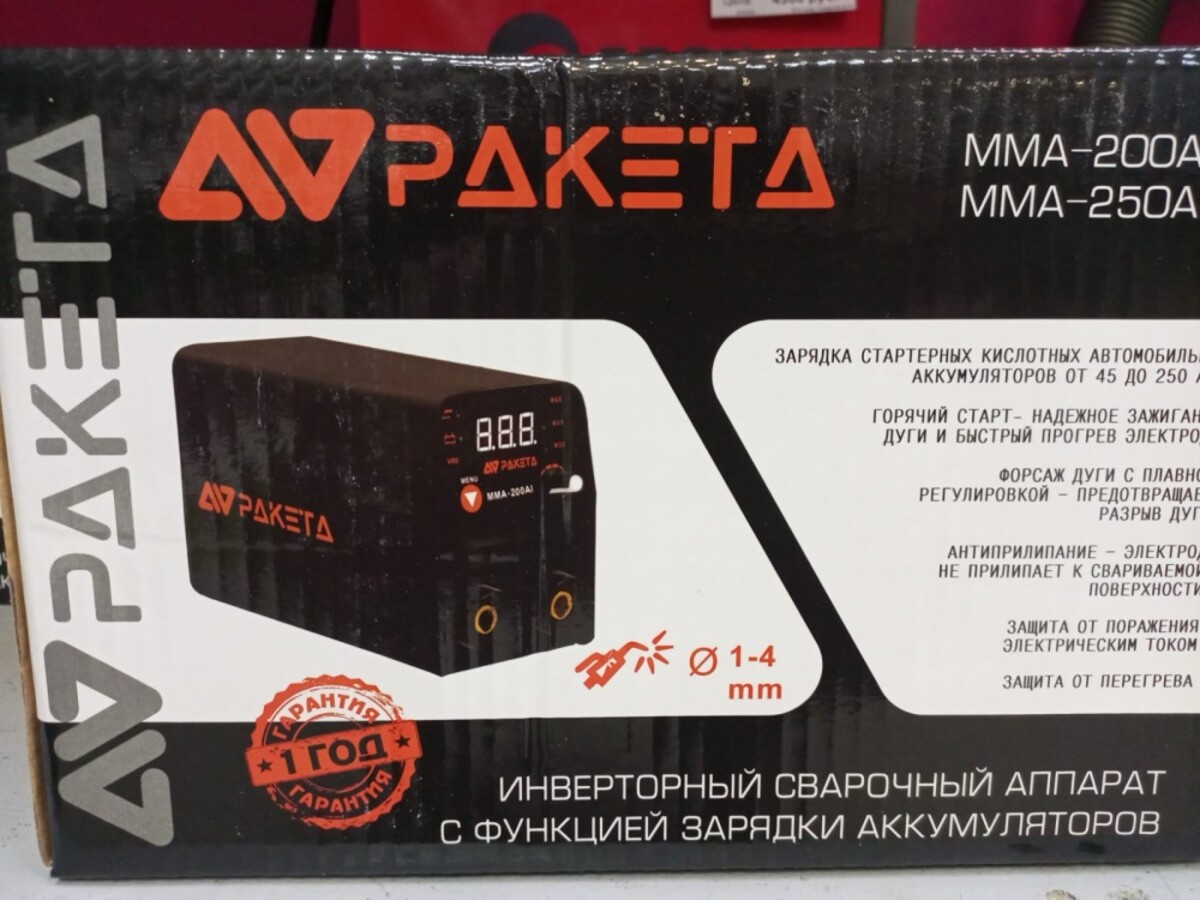 РАКЕТА
РАКЕТА
ММА-200А
ММА-250А
8.8.8.
РАКЕТА
MENU
MMA-200AI
VRD
РАКЕТА
1-4
mm
ГАРАНТИЯ
1 ГОД
ГАРАНТИЯ
ЗАРЯДКА СТАРТЕРНЫХ КИСЛОТНЫХ АВТОМОБИЛЬ
АККУМУЛЯТОРОВ ОТ 45 ДО 250 А
ГОРЯЧИЙ СТАРТ- НАДЕЖНОЕ ЗАЖИГАН
ДУГИ И БЫСТРЫЙ ПРОГРЕВ ЭЛЕКТРО
ФОРСАЖ ДУГИ С ПЛАВНО
РЕГУЛИРОВКОЙ - ПРЕДОТВРАЩАЕ
РАЗРЫВ ДУГ
АНТИПРИЛИПАНИЕ - ЭЛЕКТРОД
НЕ ПРИЛИПАЕТ К СВАРИВАЕМОЙ
ПОВЕРХНОСТИ
ЗАЩИТА ОТ ПОРАЖЕНИЯ
ЭЛЕКТРИЧЕСКИМ ТОКОМ
ЗАЩИТА ОТ ПЕРЕГРЕВА
ИНВЕРТОРНЫЙ СВАРОЧНЫЙ АППАРАТ
С ФУНКЦИЕЙ ЗАРЯДКИ АККУМУЛЯТОРОВ